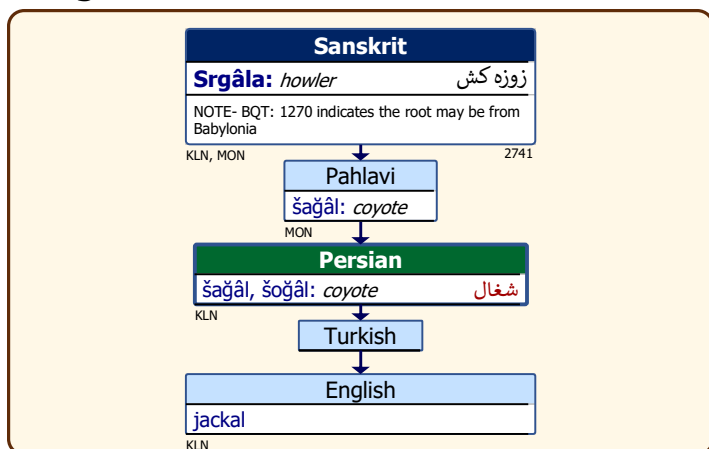 Sanskrit
Srgâla: howler زوزه کش
NOTE- BQT: 1270 indicates the root may be from
Babylonia
KLN, MON 2741
Pahlavi
šağâl: coyote
MON
Persian
šağâl, šoğâl: coyote شغال
KLN
Turkish
English
jackal
KLN